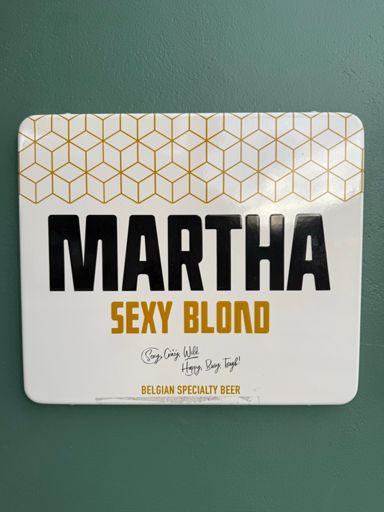 MARTHA
SEXY BLOND
Sexy, Crazy, Wild
Happy, Busy, Tough!
BELGIAN SPECIALTY BEER